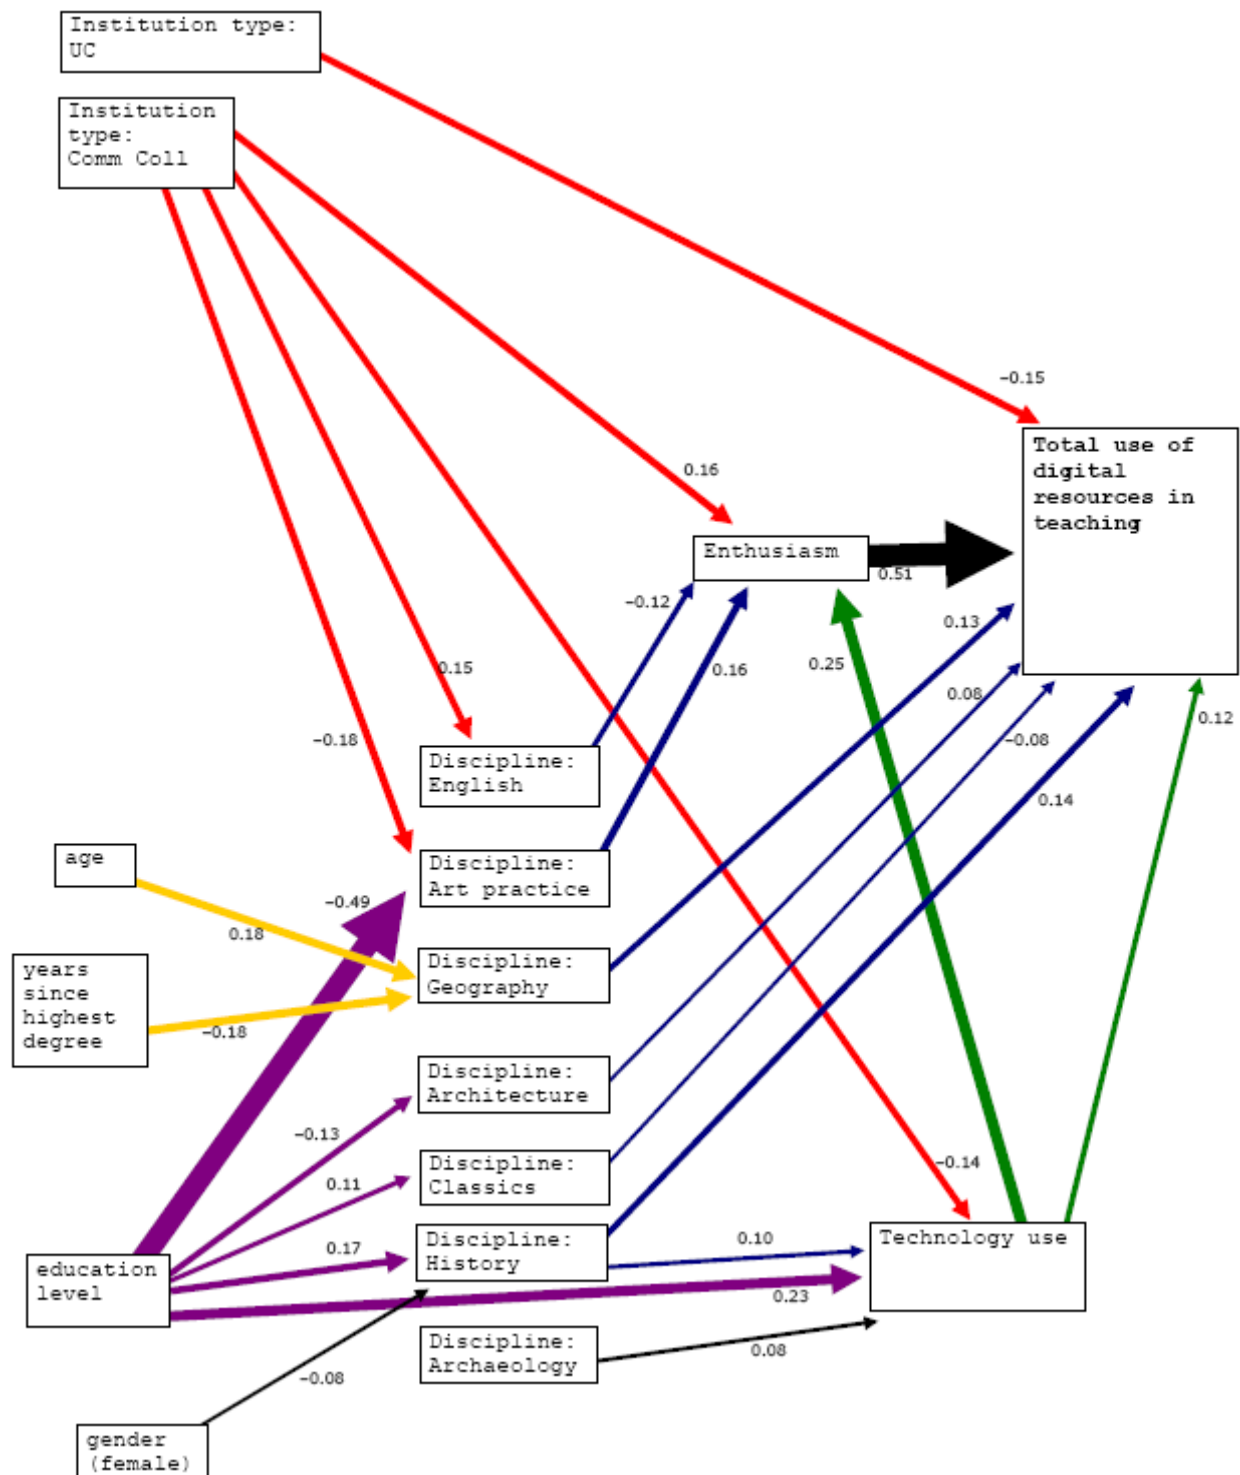 Institution type:
UC
Institution
type:
Comm Coll
-0.15
Total use of
digital
resources in
teaching
0.16
Enthusiasm
0.51
-0.12
0.13
0.25
0.16
0.15
0.08
0.12
-0.18
-0.08
Discipline:
English
0.14
age
Discipline:
Art practice
-0.49
0.18
years
since
highest
degree
Discipline:
Geography
-0.18
Discipline:
Architecture
-0.13
Discipline:
Classics
0.11
-0.14
Discipline:
History
0.17
0.10
Technology use
education
level
0.23
Discipline:
Archaeology
0.08
-0.08
gender
(female)